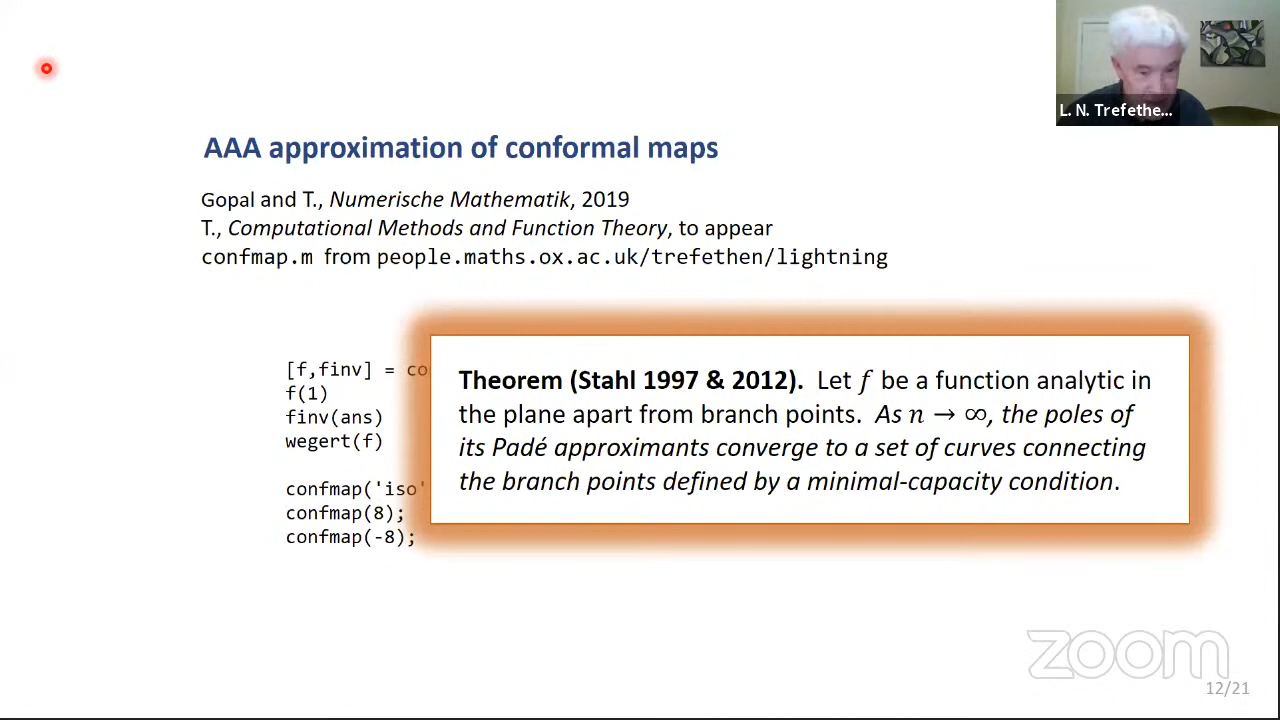 L. N. Trefethe...
AAA approximation of conformal maps
Gopal and T., Numerische Mathematik, 2019
T., Computational Methods and Function Theory, to appear
confmap.m from people.maths.ox.ac.uk/trefethen/lightning
[f,finv] = co
f(1)
finv(ans)
wegert(f)
confmap('iso'
confmap(8);
confmap(-8);
Theorem (Stahl 1997 & 2012). Let f be a function analytic in
the plane apart from branch points. As n → ∞, the poles of
its Padé approximants converge to a set of curves connecting
the branch points defined by a minimal-capacity condition.
zoom
12/21